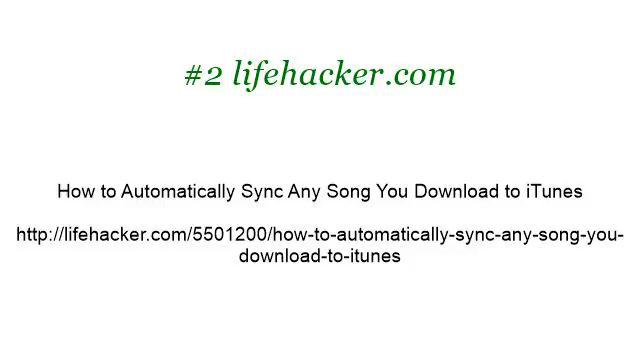 #2 lifehacker.com
How to Automatically Sync Any Song You Download to iTunes
http://lifehacker.com/5501200/how-to-automatically-sync-any-song-you-
download-to-itunes